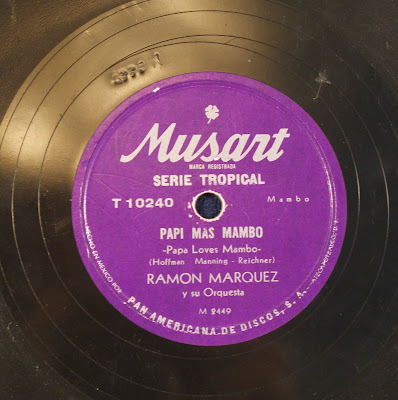 Musart
MARCA REGISTRADA
SERIE TROPICAL
T 10240
Mambo
PAPI MAS MAMBO
-Papa Loves Mambo-
(Hoffman Manning - Reichner)
RAMON MARQUEZ
y su Orquesta
M 2449
HECHO EN MEXICO POR:
PAN AMERICANA DE DISCOS, S. A.